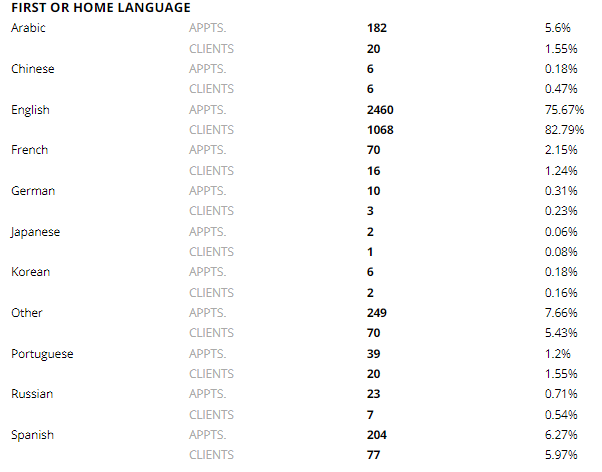 FIRST OR HOME LANGUAGE
Arabic APPTS. 182 5.6%
CLIENTS 20 1.55%
Chinese APPTS. 6 0.18%
CLIENTS 6 0.47%
English APPTS. 2460 75.67%
CLIENTS 1068 82.79%
French APPTS. 70 2.15%
CLIENTS 16 1.24%
German APPTS. 10 0.31%
CLIENTS 3 0.23%
Japanese APPTS. 2 0.06%
CLIENTS 1 0.08%
Korean APPTS. 6 0.18%
CLIENTS 2 0.16%
Other APPTS. 249 7.66%
CLIENTS 70 5.43%
Portuguese APPTS. 39 1.2%
CLIENTS 20 1.55%
Russian APPTS. 23 0.71%
CLIENTS 7 0.54%
Spanish APPTS. 204 6.27%
CLIENTS 77 5.97%